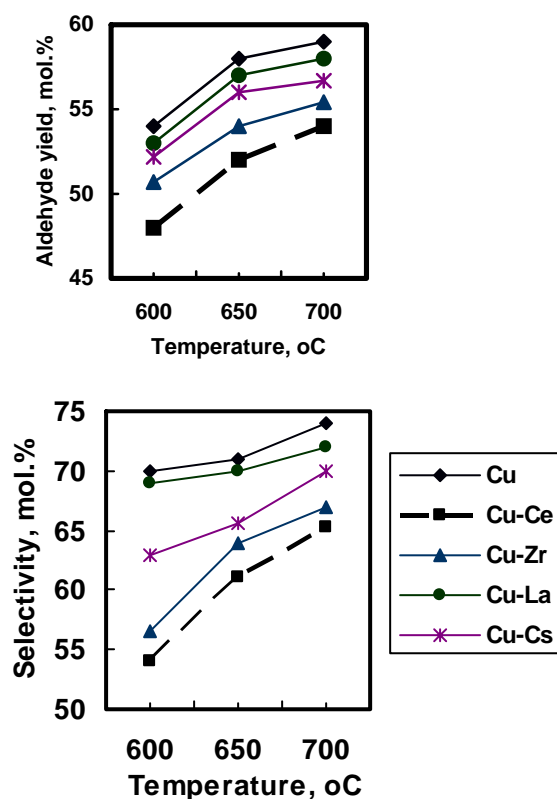 Aldehyde yield, mol.%
60
55
50
45
600 650 700
Temperature, oC
Selectivity, mol.%
75
70
65
60
55
50
600 650 700
Temperature, oC
Cu
Cu-Ce
Cu-Zr
Cu-La
Cu-Cs